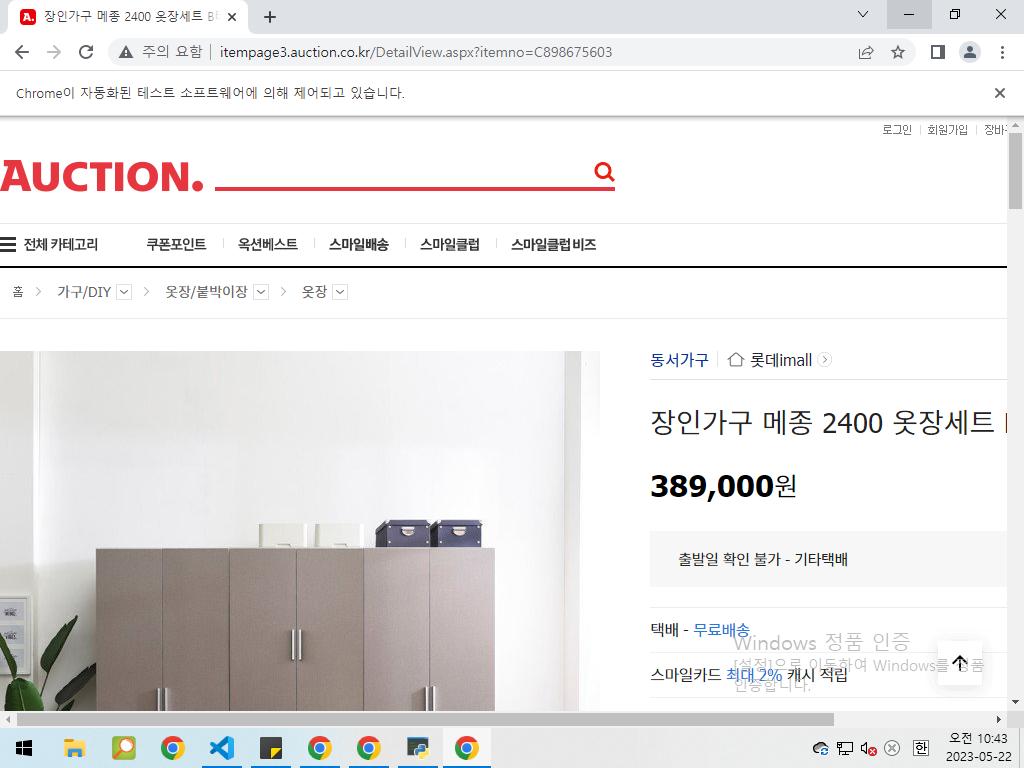 장인가구 메종 2400 옷장세트
주의 요함
itempage3.auction.co.kr/DetailView.aspx?itemno=C898675603
Chrome이 자동화된 테스트 소프트웨어에 의해 제어되고 있습니다.
로그인 회원가입
AUCTION.
전체 카테고리 쿠폰포인트 옥션베스트 스마일배송 스마일클럽 스마일클럽 비즈
홈 가구/DIY 옷장/붙박이장 옷장
동서가구 롯데imall
장인가구 메종 2400 옷장세트
389,000원
출발일 확인 불가 - 기타택배
택배 - 무료배송
Windows 정품 인증
[설정]으로 이동하여 Windows를 정품
인증합니다.
스마일카드 최대 2% 캐시 적립
한
오전 10:43
2023-05-22